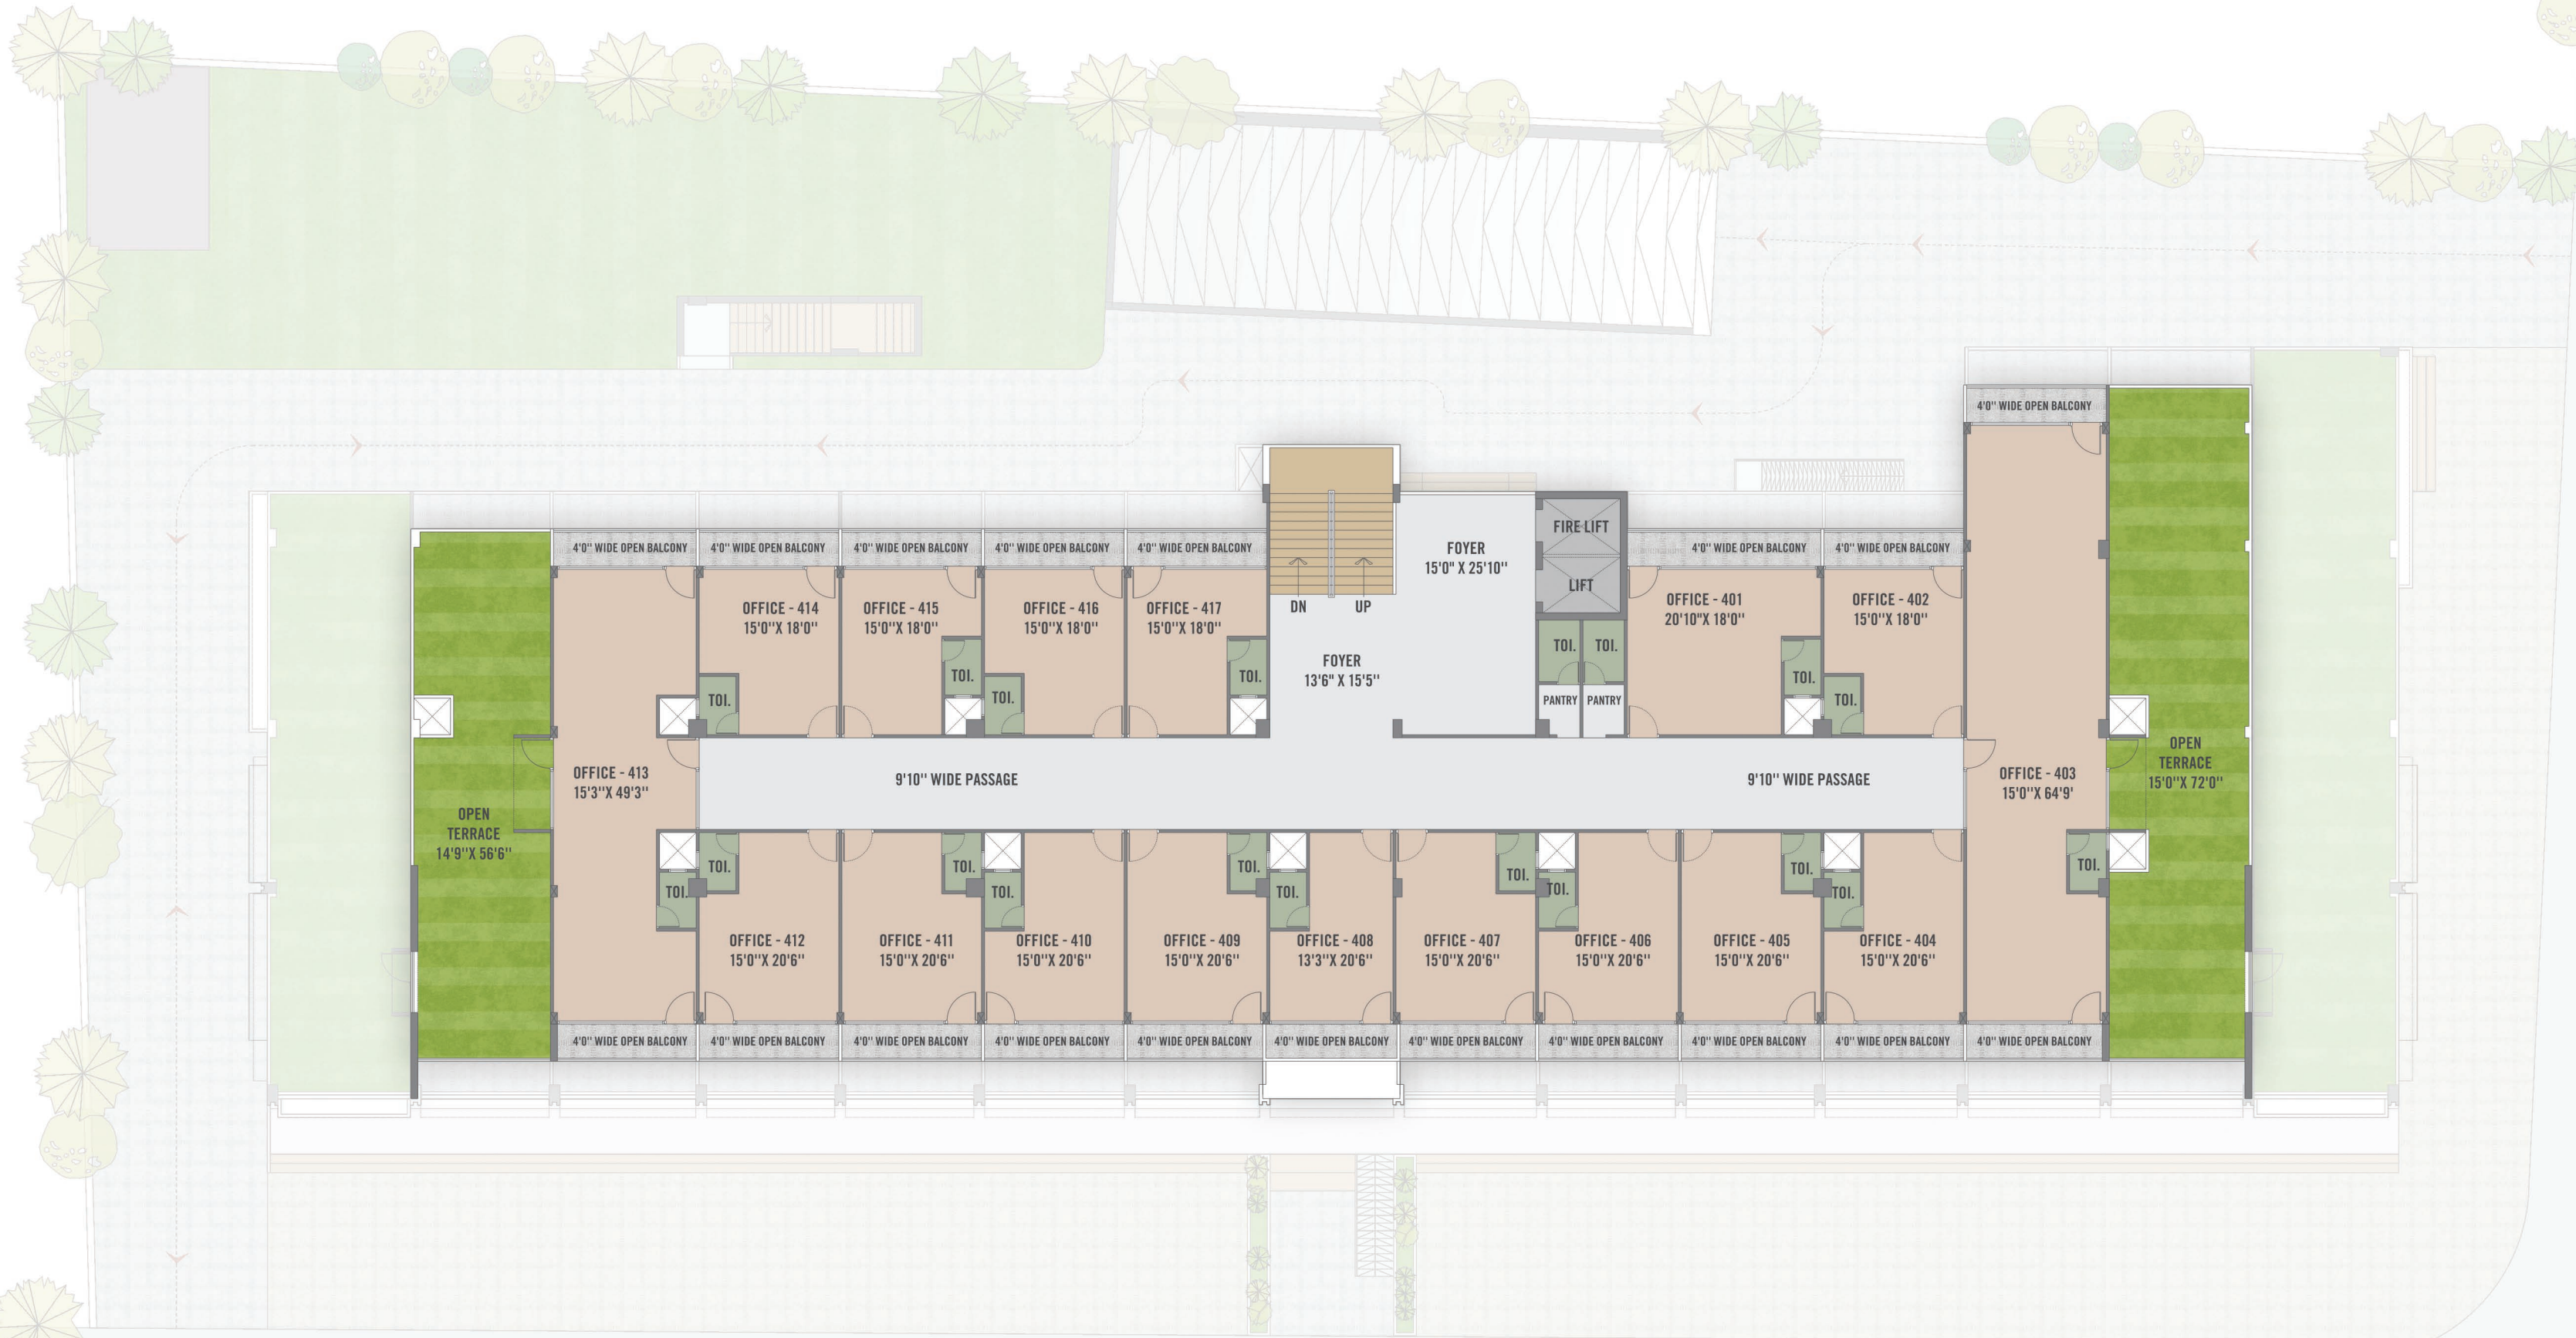 4'0'' WIDE OPEN BALCONY
FIRE LIFT
FOYER
15'0" X 25'10''
4'0'' WIDE OPEN BALCONY
4'0'' WIDE OPEN BALCONY
4'0'' WIDE OPEN BALCONY
4'0'' WIDE OPEN BALCONY
4'0'' WIDE OPEN BALCONY
4'0'' WIDE OPEN BALCONY
4'0'' WIDE OPEN BALCONY
LIFT
OFFICE - 414
15'0''X 18'0''
OFFICE - 415
15'0''X 18'0''
OFFICE - 416
15'0''X 18'0''
OFFICE - 417
15'0''X 18'0''
DN
UP
OFFICE - 401
20'10"X 18'0''
OFFICE - 402
15'0''X 18'0''
TOI.
TOI.
FOYER
13'6" X 15'5''
TOI.
TOI.
TOI.
TOI.
TOI.
TOI.
PANTRY
PANTRY
OPEN
TERRACE
15'0''X 72'0''
OFFICE - 413
15'3''X 49'3''
9'10'' WIDE PASSAGE
9'10'' WIDE PASSAGE
OFFICE - 403
15'0''X 64'9'
OPEN
TERRACE
14'9''X 56'6''
TOI.
TOI.
TOI.
TOI.
TOI.
TOI.
TOI.
TOI.
TOI.
TOI.
TOI.
OFFICE - 412
15'0''X 20'6''
OFFICE - 411
15'0''X 20'6''
OFFICE - 410
15'0''X 20'6''
OFFICE - 409
15'0''X 20'6''
OFFICE - 408
13'3''X 20'6''
OFFICE - 407
15'0''X 20'6''
OFFICE - 406
15'0''X 20'6''
OFFICE - 405
15'0''X 20'6''
OFFICE - 404
15'0''X 20'6''
4'0'' WIDE OPEN BALCONY
4'0'' WIDE OPEN BALCONY
4'0'' WIDE OPEN BALCONY
4'0'' WIDE OPEN BALCONY
4'0'' WIDE OPEN BALCONY
4'0'' WIDE OPEN BALCONY
4'0'' WIDE OPEN BALCONY
4'0'' WIDE OPEN BALCONY
4'0'' WIDE OPEN BALCONY
4'0'' WIDE OPEN BALCONY
4'0'' WIDE OPEN BALCONY